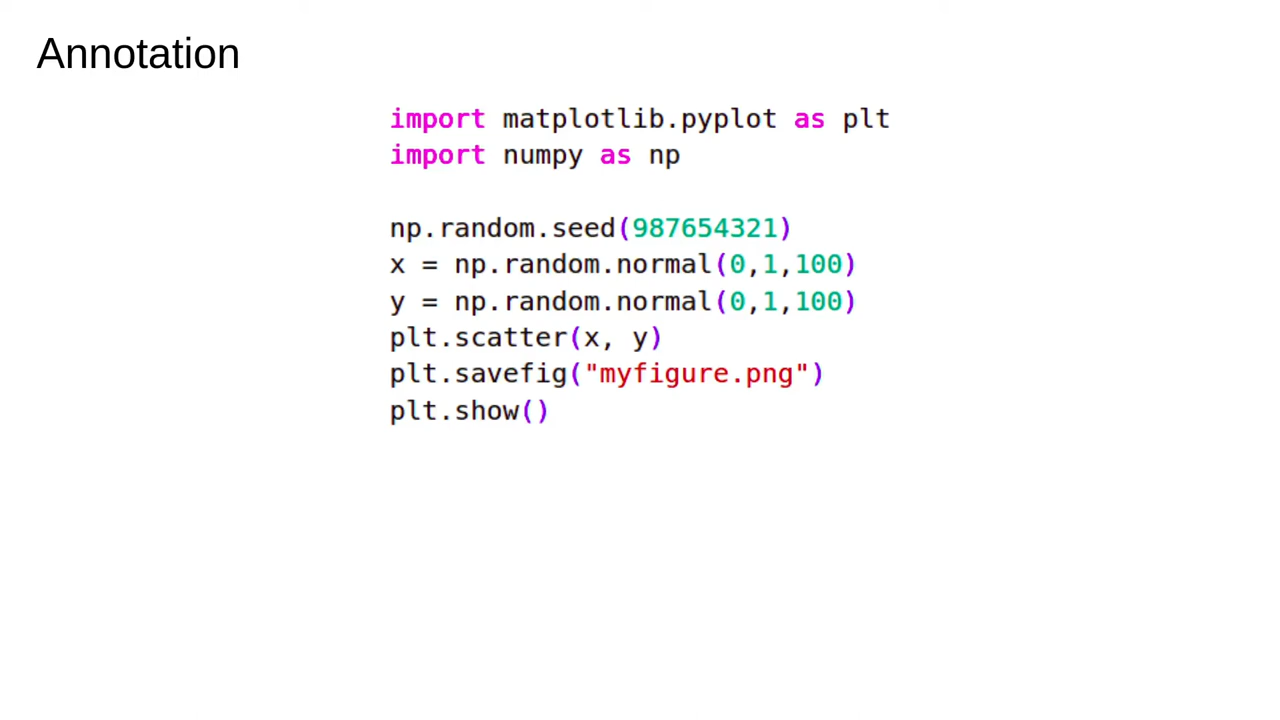 Annotation
import matplotlib.pyplot as plt
import numpy as np
np.random.seed(987654321)
x = np.random.normal(0,1,100)
y = np.random.normal(0,1,100)
plt.scatter(x, y)
plt.savefig("myfigure.png")
plt.show()